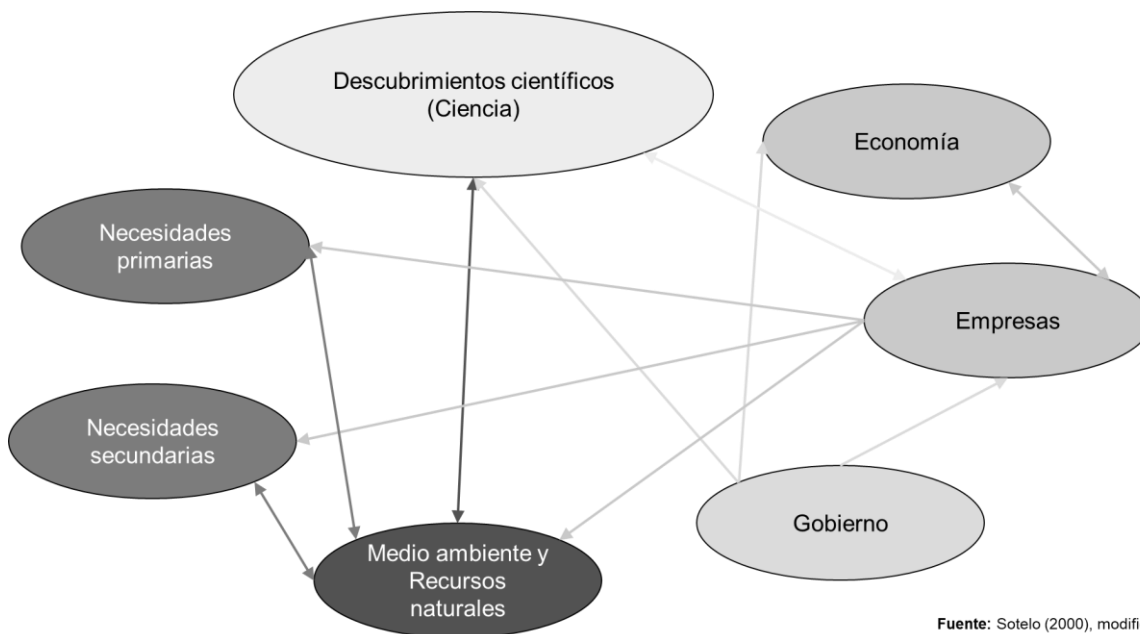 Descubrimientos científicos
(Ciencia)
Economía
Necesidades
primarias
Empresas
Necesidades
secundarias
Gobierno
Medio ambiente y
Recursos
naturales
Fuente: Sotelo (2000), modifi